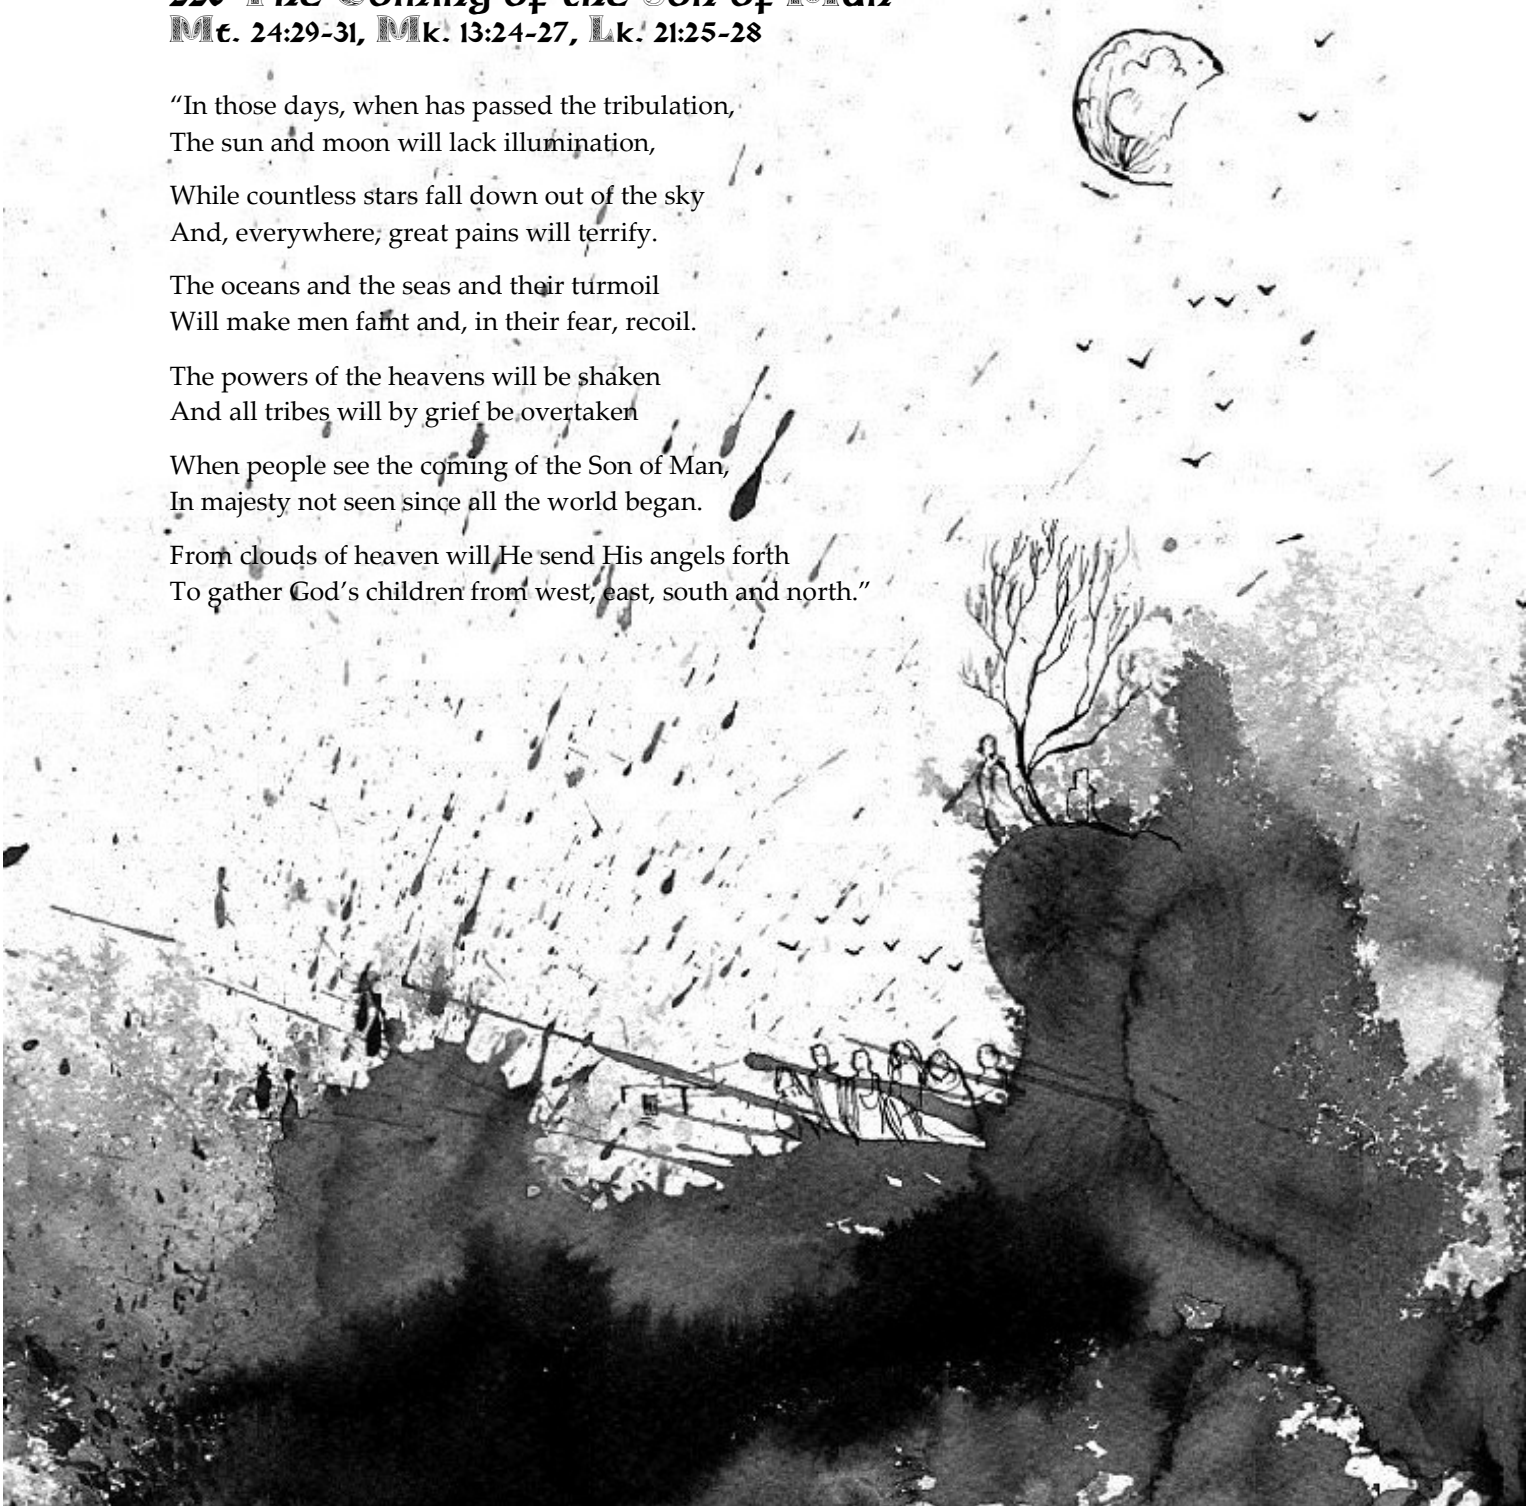 The Coming of the Son of Man
Mt. 24:29-31, Mk. 13:24-27, Lk. 21:25-28
“In those days, when has passed the tribulation,
The sun and moon will lack illumination,
While countless stars fall down out of the sky
And, everywhere, great pains will terrify.
The oceans and the seas and their turmoil
Will make men faint and, in their fear, recoil.
The powers of the heavens will be shaken
And all tribes will by grief be overtaken
When people see the coming of the Son of Man,
In majesty not seen since all the world began.
From clouds of heaven will He send His angels forth
To gather God’s children from west, east, south and north.”